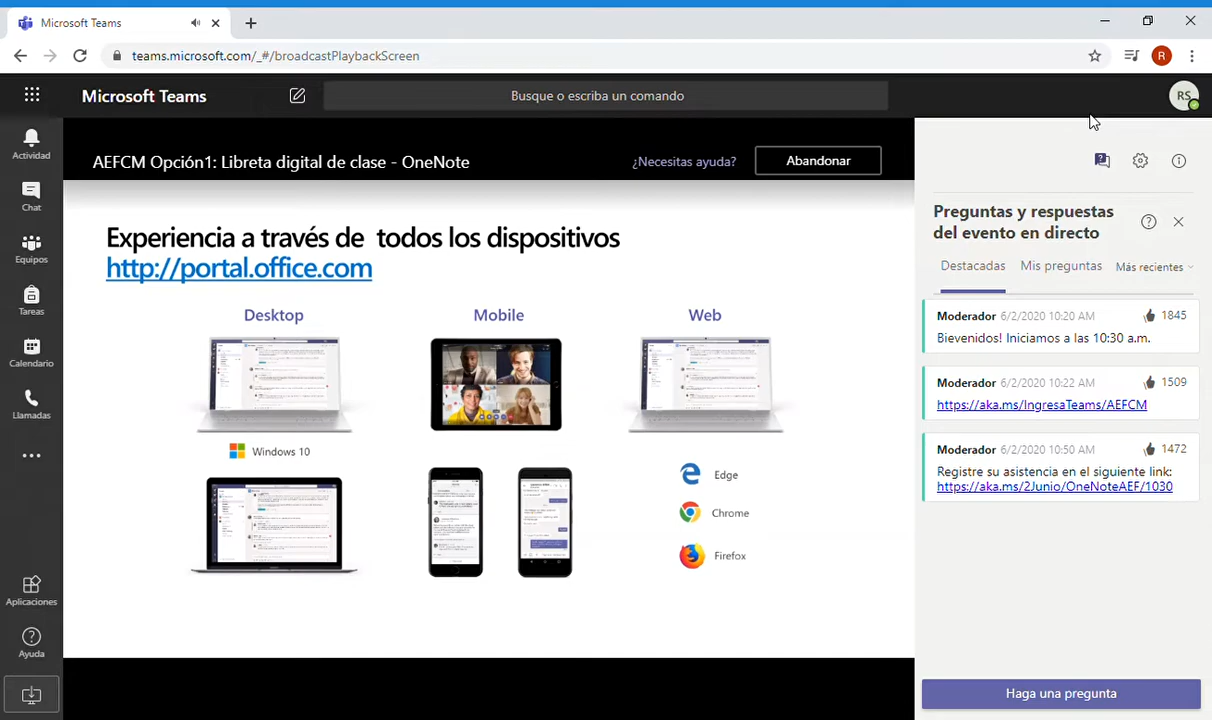 Microsoft Teams
teams.microsoft.com/_#/broadcastPlaybackScreen
R
Microsoft Teams
Busque o escriba un comando
RS
Actividad
Chat
Equipos
Tareas
Calendario
Llamadas
Aplicaciones
Ayuda
AEFCM Opción1: Libreta digital de clase - OneNote
¿Necesitas ayuda?
Abandonar
Experiencia a través de todos los dispositivos
http://portal.office.com
Desktop
Mobile
Web
Windows 10
Edge
Chrome
Firefox
Preguntas y respuestas
del evento en directo
Destacadas
Mis preguntas
Más recientes
Moderador 6/2/2020 10:20 AM 1845
Bievenidos! Iniciamos a las 10:30 a.m.
Moderador 6/2/2020 10:22 AM 1509
https://aka.ms/IngresaTeams/AEFCM
Moderador 6/2/2020 10:50 AM 1472
Registre su asistencia en el siguiente link:
https://aka.ms/2Junio/OneNoteAEF/1030
Haga una pregunta